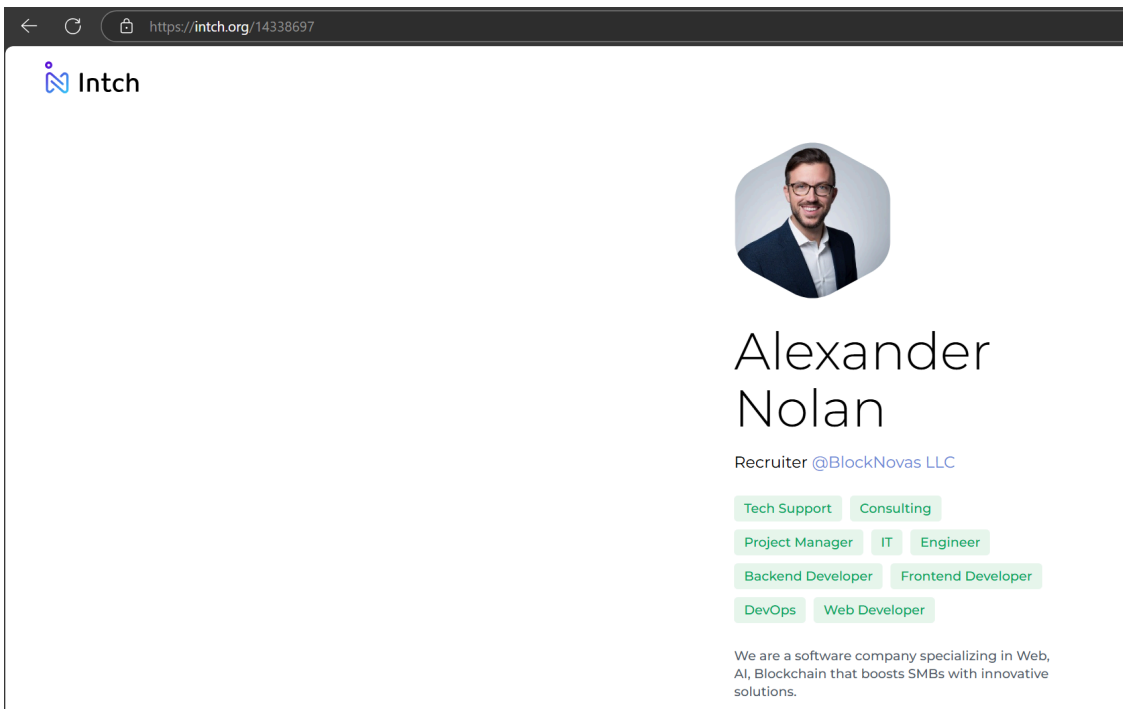 https://intch.org/14338697
Intch
Alexander
Nolan
Recruiter @BlockNovas LLC
Tech Support Consulting
Project Manager IT Engineer
Backend Developer Frontend Developer
DevOps Web Developer
We are a software company specializing in Web,
AI, Blockchain that boosts SMBs with innovative
solutions.